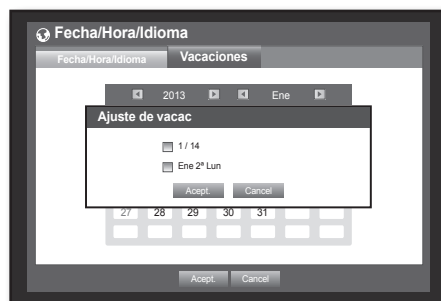 Fecha/Hora/Idioma
Fecha/Hora/Idioma Vacaciones
2013 Ene
Ajuste de vacac
1 / 14
Ene 2ª Lun
Acept. Cancel
27 28 29 30 31
Acept. Cancel